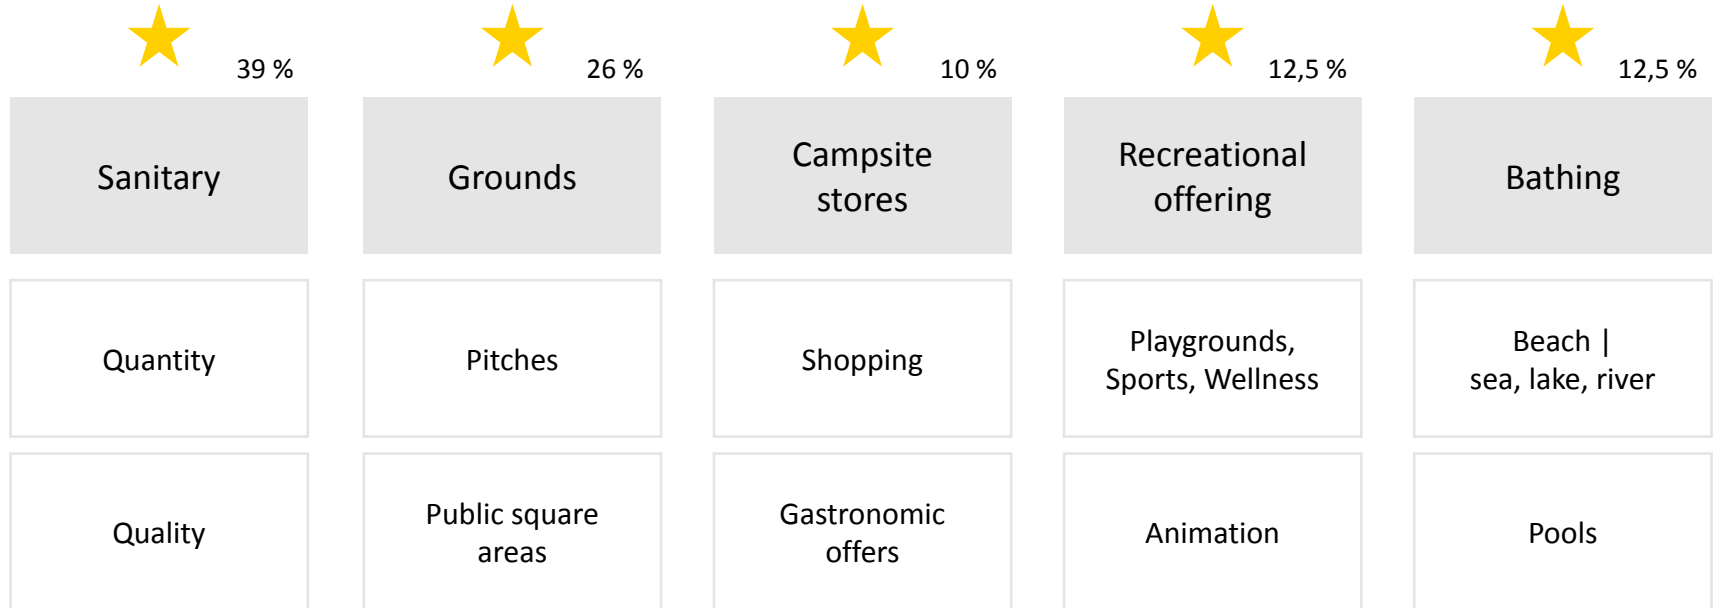 39 %
26 %
10 %
12,5 %
12,5 %
Sanitary
Grounds
Campsite
stores
Recreational
offering
Bathing
Quantity
Pitches
Shopping
Playgrounds,
Sports, Wellness
Beach |
sea, lake, river
Quality
Public square
areas
Gastronomic
offers
Animation
Pools